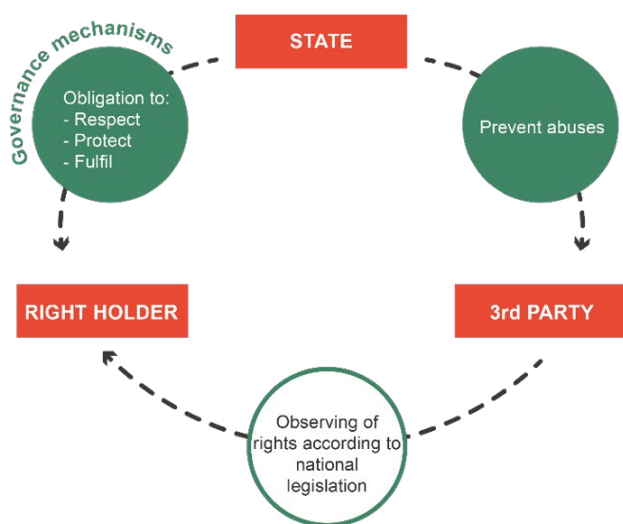 Governance mechanisms
STATE
Obligation to:
- Respect
- Protect
- Fulfil
Prevent abuses
RIGHT HOLDER
3rd PARTY
Observing of
rights according to
national
legislation